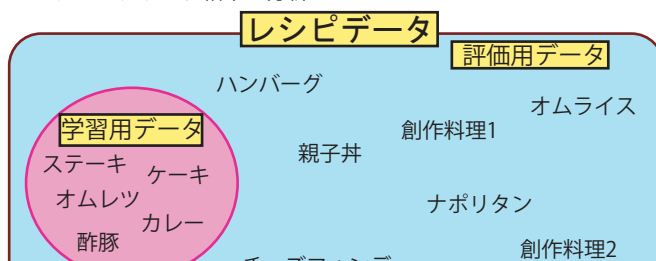 レシピデータ
評価用データ
ハンバーグ
オムライス
学習用データ
創作料理1
親子丼
ステーキ
ケーキ
オムレツ
ナポリタン
カレー
酢豚
創作料理2